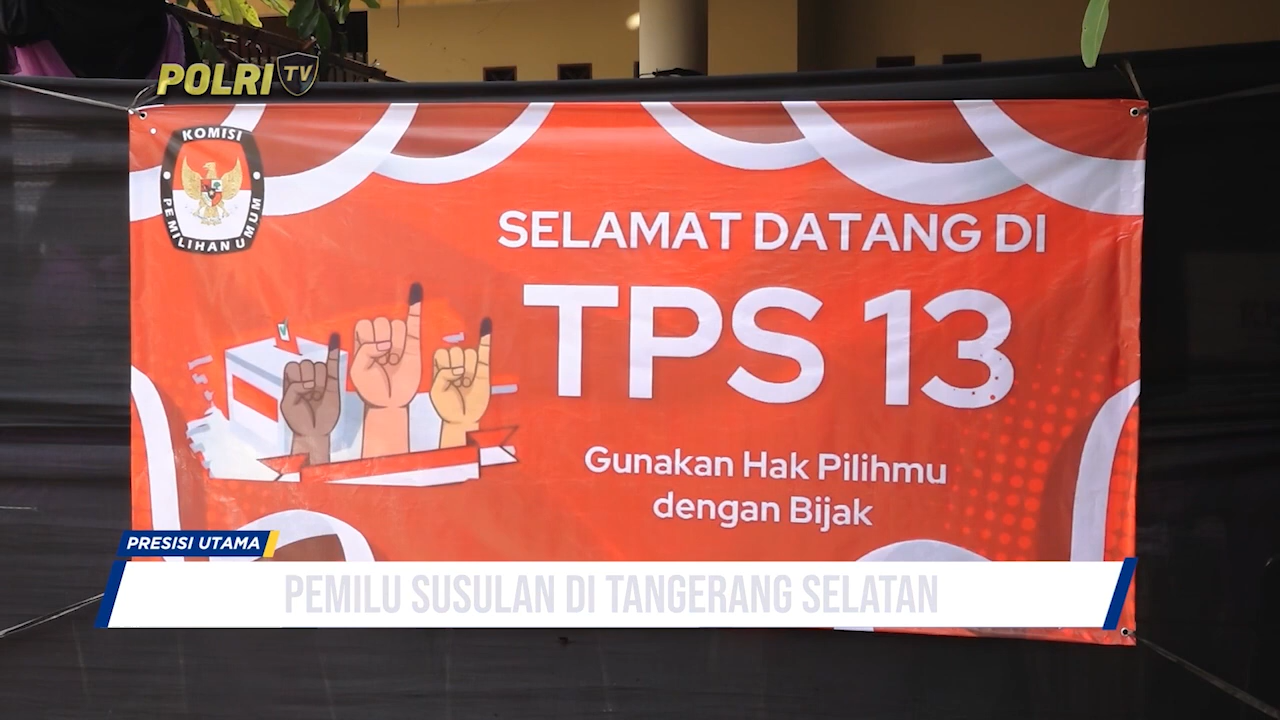 POLRI TV
KOMISI
PEMILIHAN UMUM
SELAMAT DATANG DI
TPS 13
Gunakan Hak Pilihmu
dengan Bijak
PRESISI UTAMA
PEMILU SUSULAN DI TANGERANG SELATAN